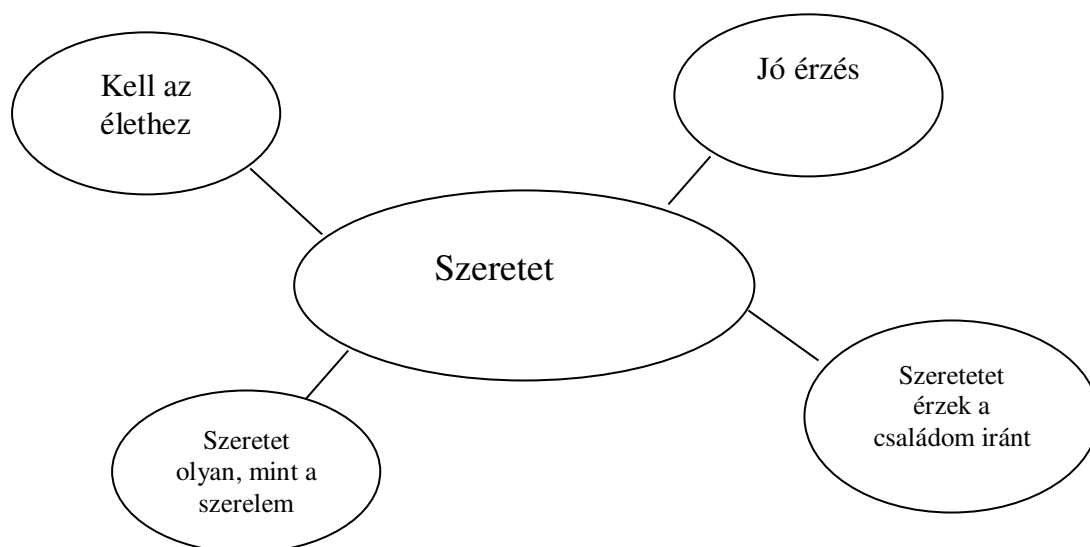 Kell az
élethez
Jó érzés
Szeretet
Szeretetet
érzek a
családom iránt
Szeretet
olyan, mint a
szerelem